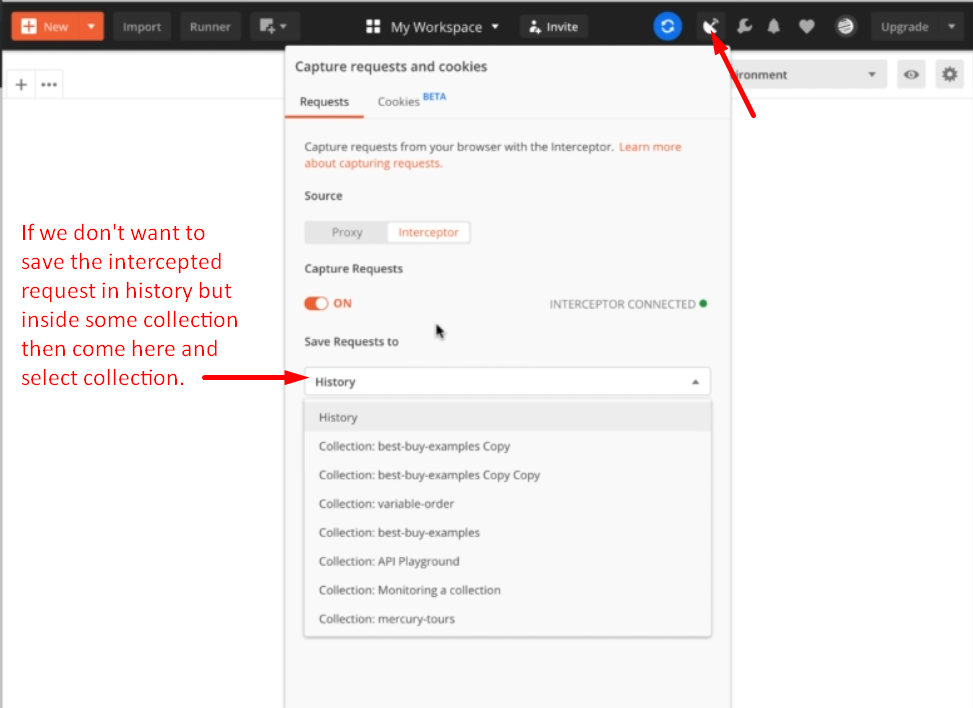 New Import Runner My Workspace Invite Upgrade
Capture requests and cookies
ironment
Requests Cookies BETA
Capture requests from your browser with the Interceptor. Learn more
about capturing requests.
Source
Proxy Interceptor
Capture Requests
ON INTERCEPTOR CONNECTED
Save Requests to
If we don't want to
save the intercepted
request in history but
inside some collection
then come here and
select collection.
History
History
Collection: best-buy-examples Copy
Collection: best-buy-examples Copy Copy
Collection: variable-order
Collection: best-buy-examples
Collection: API Playground
Collection: Monitoring a collection
Collection: mercury-tours